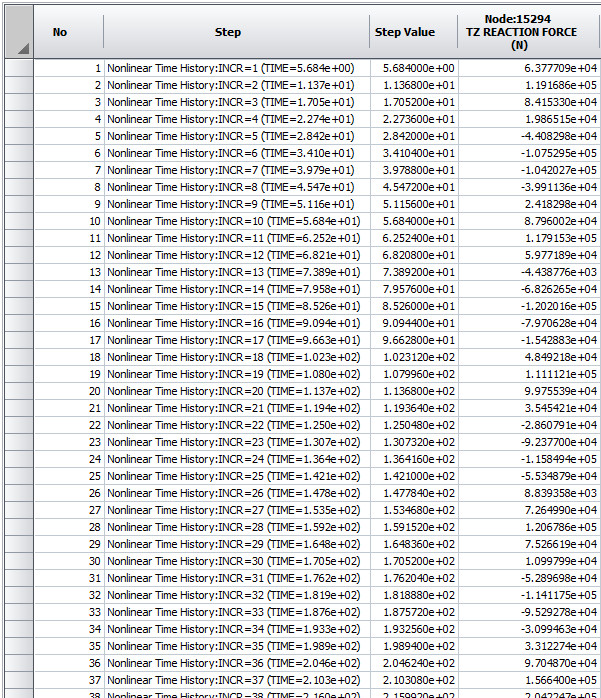 No Step Step Value Node:15294 TZ REACTION FORCE (N)
1 Nonlinear Time History:INCR=1 (TIME=5.684e+00) 5.684000e+00 6.377709e+04
2 Nonlinear Time History:INCR=2 (TIME=1.137e+01) 1.136800e+01 1.191686e+05
3 Nonlinear Time History:INCR=3 (TIME=1.705e+01) 1.705200e+01 8.415330e+04
4 Nonlinear Time History:INCR=4 (TIME=2.274e+01) 2.273600e+01 1.986515e+04
5 Nonlinear Time History:INCR=5 (TIME=2.842e+01) 2.842000e+01 -4.408298e+04
6 Nonlinear Time History:INCR=6 (TIME=3.410e+01) 3.410400e+01 -1.075295e+05
7 Nonlinear Time History:INCR=7 (TIME=3.979e+01) 3.978800e+01 -1.042027e+05
8 Nonlinear Time History:INCR=8 (TIME=4.547e+01) 4.547200e+01 -3.991136e+04
9 Nonlinear Time History:INCR=9 (TIME=5.116e+01) 5.115600e+01 2.418298e+04
10 Nonlinear Time History:INCR=10 (TIME=5.684e+01) 5.684000e+01 8.796002e+04
11 Nonlinear Time History:INCR=11 (TIME=6.252e+01) 6.252400e+01 1.179153e+05
12 Nonlinear Time History:INCR=12 (TIME=6.821e+01) 6.820800e+01 5.977189e+04
13 Nonlinear Time History:INCR=13 (TIME=7.389e+01) 7.389200e+01 -4.438776e+03
14 Nonlinear Time History:INCR=14 (TIME=7.958e+01) 7.957600e+01 -6.826265e+04
15 Nonlinear Time History:INCR=15 (TIME=8.526e+01) 8.526000e+01 -1.202016e+05
16 Nonlinear Time History:INCR=16 (TIME=9.094e+01) 9.094400e+01 -7.970628e+04
17 Nonlinear Time History:INCR=17 (TIME=9.663e+01) 9.662800e+01 -1.542883e+04
18 Nonlinear Time History:INCR=18 (TIME=1.023e+02) 1.023120e+02 4.849218e+04
19 Nonlinear Time History:INCR=19 (TIME=1.080e+02) 1.079960e+02 1.111121e+05
20 Nonlinear Time History:INCR=20 (TIME=1.137e+02) 1.136800e+02 9.975539e+04
21 Nonlinear Time History:INCR=21 (TIME=1.194e+02) 1.193640e+02 3.545421e+04
22 Nonlinear Time History:INCR=22 (TIME=1.250e+02) 1.250480e+02 -2.860791e+04
23 Nonlinear Time History:INCR=23 (TIME=1.307e+02) 1.307320e+02 -9.237700e+04
24 Nonlinear Time History:INCR=24 (TIME=1.364e+02) 1.364160e+02 -1.158494e+05
25 Nonlinear Time History:INCR=25 (TIME=1.421e+02) 1.421000e+02 -5.534879e+04
26 Nonlinear Time History:INCR=26 (TIME=1.478e+02) 1.477840e+02 8.839358e+03
27 Nonlinear Time History:INCR=27 (TIME=1.535e+02) 1.534680e+02 7.264990e+04
28 Nonlinear Time History:INCR=28 (TIME=1.592e+02) 1.591520e+02 1.206786e+05
29 Nonlinear Time History:INCR=29 (TIME=1.648e+02) 1.648360e+02 7.526619e+04
30 Nonlinear Time History:INCR=30 (TIME=1.705e+02) 1.705200e+02 1.099799e+04
31 Nonlinear Time History:INCR=31 (TIME=1.762e+02) 1.762040e+02 -5.289698e+04
32 Nonlinear Time History:INCR=32 (TIME=1.819e+02) 1.818880e+02 -1.141175e+05
33 Nonlinear Time History:INCR=33 (TIME=1.876e+02) 1.875720e+02 -9.529278e+04
34 Nonlinear Time History:INCR=34 (TIME=1.933e+02) 1.932560e+02 -3.099463e+04
35 Nonlinear Time History:INCR=35 (TIME=1.989e+02) 1.989400e+02 3.312274e+04
36 Nonlinear Time History:INCR=36 (TIME=2.046e+02) 2.046240e+02 9.704870e+04
37 Nonlinear Time History:INCR=37 (TIME=2.103e+02) 2.103080e+02 1.566400e+05
38 Nonlinear Time History:INCR=38 (TIME=2.160e+02) 2.159920e+02 2.042247e+05